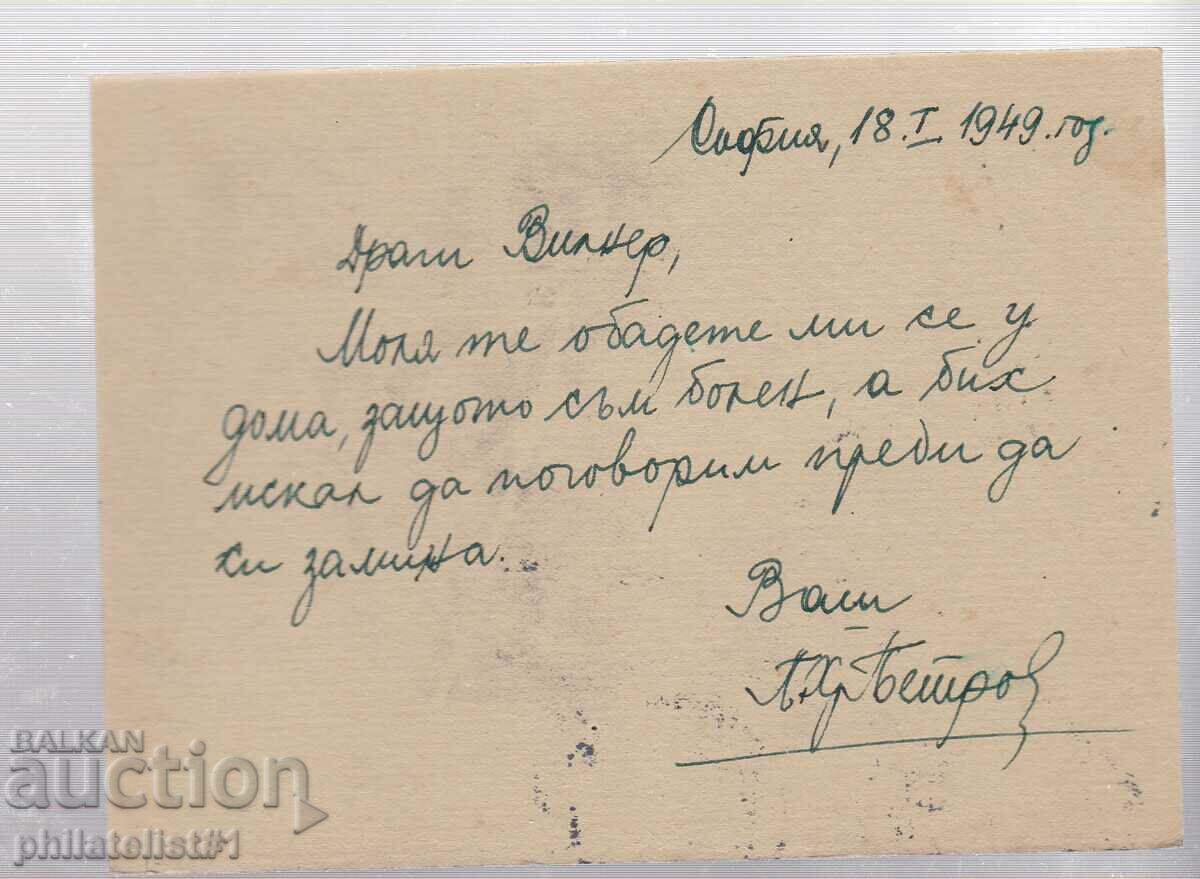 София, 18.I 1949.год.
Драги Вилнер,
Моля те обадете ми се у
дома, защото съм болен, а бих
искал да поговорим преди да
си замина.
Ваш
П.Хр.Петров
BALKAN
auction
philatelist#1